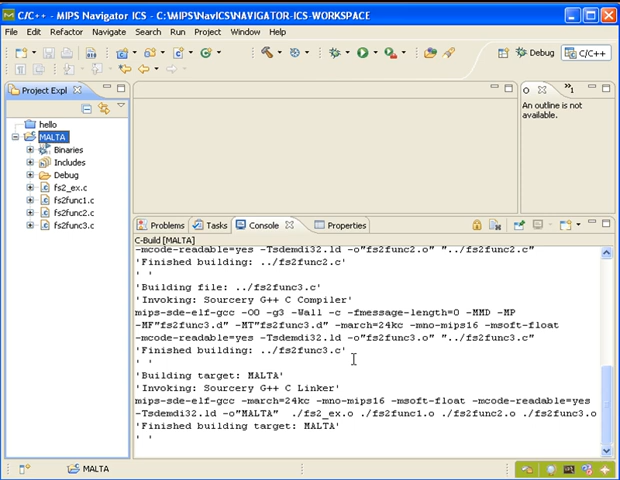 C/C++ - MIPS Navigator ICS - C:\MIPS\NavICS\NAVIGATOR-ICS-WORKSPACE
File Edit Refactor Navigate Search Run Project Window Help
Debug C/C++
Project Expl
hello
MALTA
Binaries
Includes
Debug
fs2_ex.c
fs2func1.c
fs2func2.c
fs2func3.c
O »1
An outline is not
available.
Problems Tasks Console Properties
C-Build [MALTA]
-mcode-readable=yes -Tsdemdi32.ld -o"fs2func2.o" "../fs2func2.c"
'Finished building: ../fs2func2.c'
' '
'Building file: ../fs2func3.c'
'Invoking: Sourcery G++ C Compiler'
mips-sde-elf-gcc -O0 -g3 -Wall -c -fmessage-length=0 -MMD -MP
-MF"fs2func3.d" -MT"fs2func3.d" -march=24kc -mno-mips16 -msoft-float
-mcode-readable=yes -Tsdemdi32.ld -o"fs2func3.o" "../fs2func3.c"
'Finished building: ../fs2func3.c'
' '
'Building target: MALTA'
'Invoking: Sourcery G++ C Linker'
mips-sde-elf-gcc -march=24kc -mno-mips16 -msoft-float -mcode-readable=yes
-Tsdemdi32.ld -o"MALTA" ./fs2_ex.o ./fs2func1.o ./fs2func2.o ./fs2func3.o
'Finished building target: MALTA'
' '
MALTA